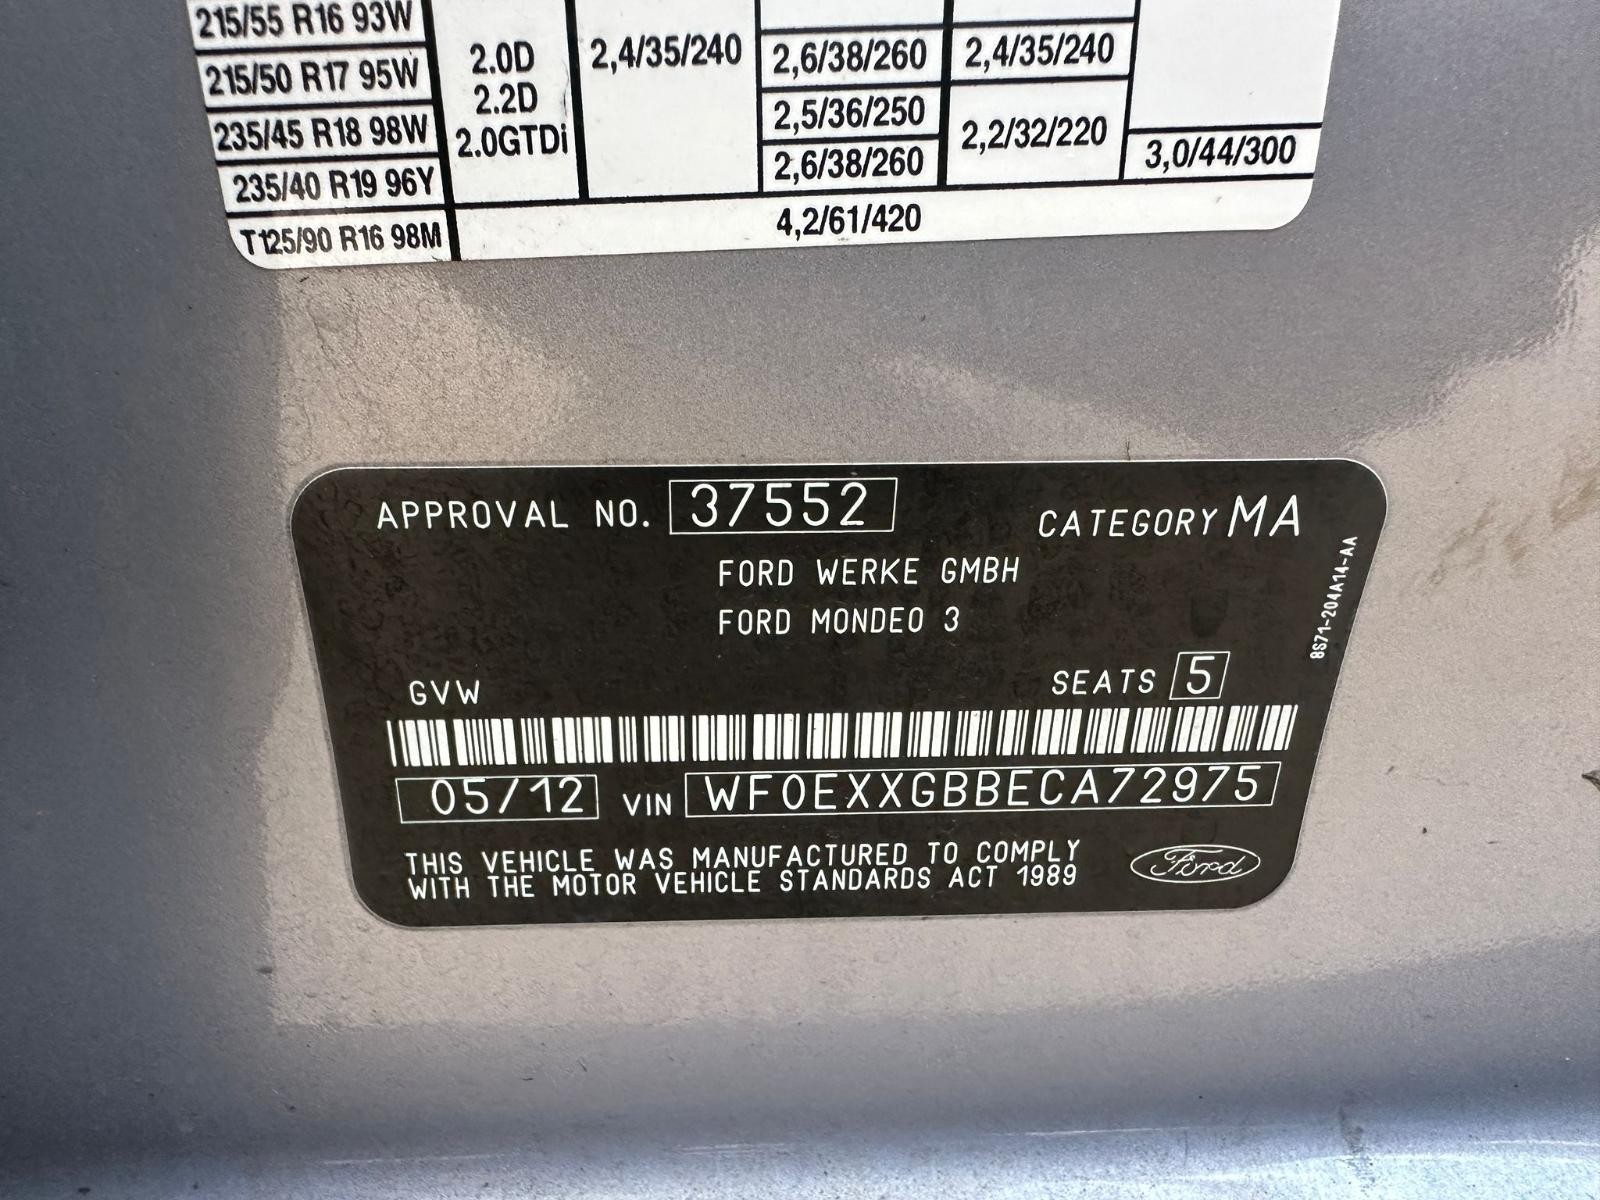 215/55 R16 93W
215/50 R17 95W
235/45 R18 98W
235/40 R19 96Y
T125/90 R16 98M
2.0D
2.2D
2.0GTDi
2,4/35/240
2,6/38/260
2,5/36/250
2,6/38/260
2,4/35/240
2,2/32/220
3,0/44/300
4,2/61/420
APPROVAL NO. 37552
CATEGORY MA
FORD WERKE GMBH
FORD MONDEO 3
8S71-204A14-AA
GVW
SEATS 5
05/12 VIN WF0EXXGBBECA72975
THIS VEHICLE WAS MANUFACTURED TO COMPLY
WITH THE MOTOR VEHICLE STANDARDS ACT 1989
Ford